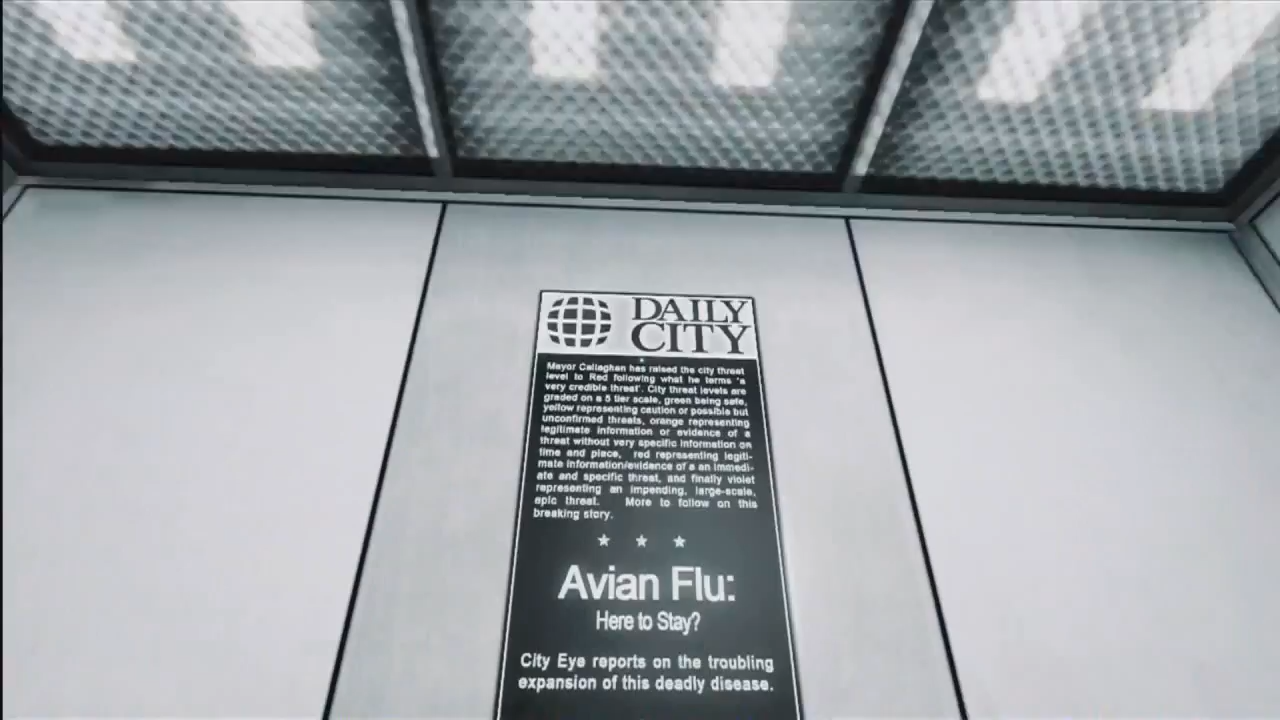 DAILY
CITY
Mayor Callaghan has raised the city threat
level to Red following what he terms 'a
very credible threat'. City threat levels are
graded on a 5 tier scale, green being safe,
yellow representing caution or possible but
unconfirmed threats, orange representing
legitimate information or evidence of a
threat without very specific information on
time and place, red representing legiti-
mate information/evidence of a an immedi-
ate and specific threat, and finally violet
representing an impending, large-scale,
epic threat. More to follow on this
breaking story.
Avian Flu:
Here to Stay?
City Eye reports on the troubling
expansion of this deadly disease.